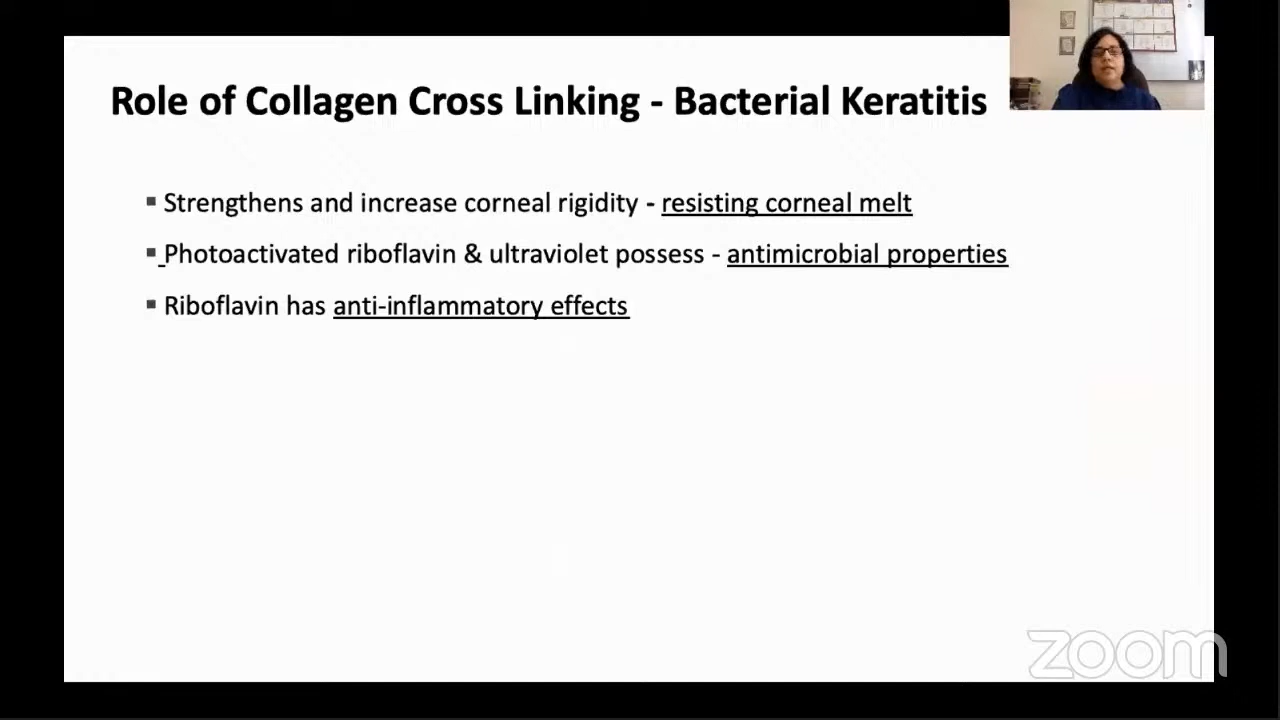 Role of Collagen Cross Linking - Bacterial Keratitis
▪ Strengthens and increase corneal rigidity - resisting corneal melt
▪ Photoactivated riboflavin & ultraviolet possess - antimicrobial properties
▪ Riboflavin has anti-inflammatory effects
zoom